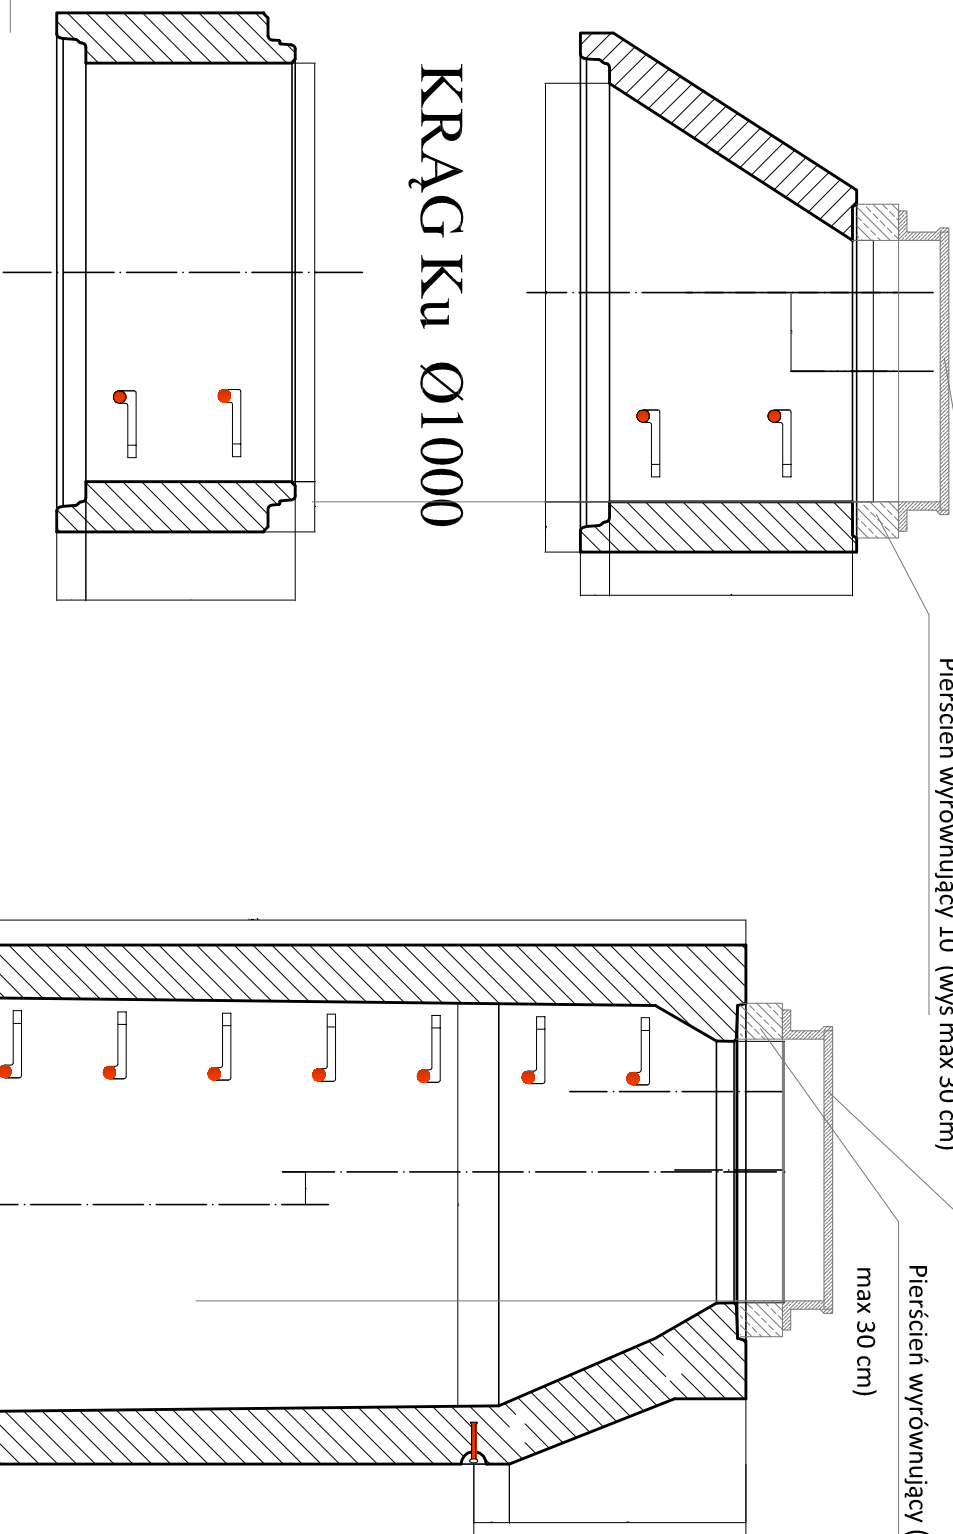 KRĄG Ku Ø1000
Pierścień wyrównujący 10 (wys max 30 cm)
Pierścień wyrównujący (
max 30 cm)